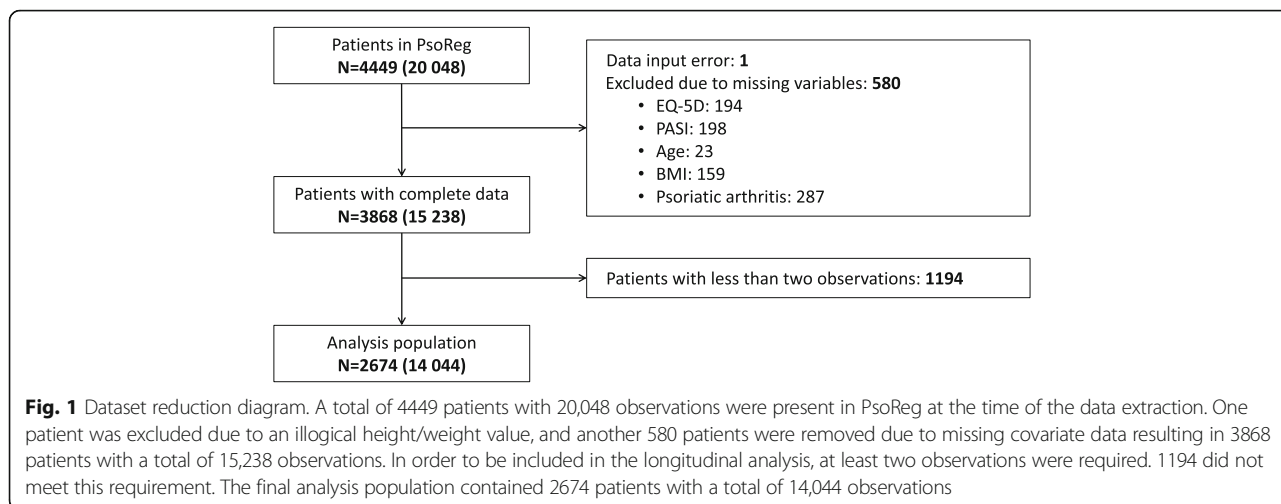 Patients in PsoReg
N=4449 (20 048)
Data input error: 1
Excluded due to missing variables: 580
• EQ-5D: 194
• PASI: 198
• Age: 23
• BMI: 159
• Psoriatic arthritis: 287
Patients with complete data
N=3868 (15 238)
Patients with less than two observations: 1194
Analysis population
N=2674 (14 044)
Fig. 1 Dataset reduction diagram. A total of 4449 patients with 20,048 observations were present in PsoReg at the time of the data extraction. One
patient was excluded due to an illogical height/weight value, and another 580 patients were removed due to missing covariate data resulting in 3868
patients with a total of 15,238 observations. In order to be included in the longitudinal analysis, at least two observations were required. 1194 did not
meet this requirement. The final analysis population contained 2674 patients with a total of 14,044 observations